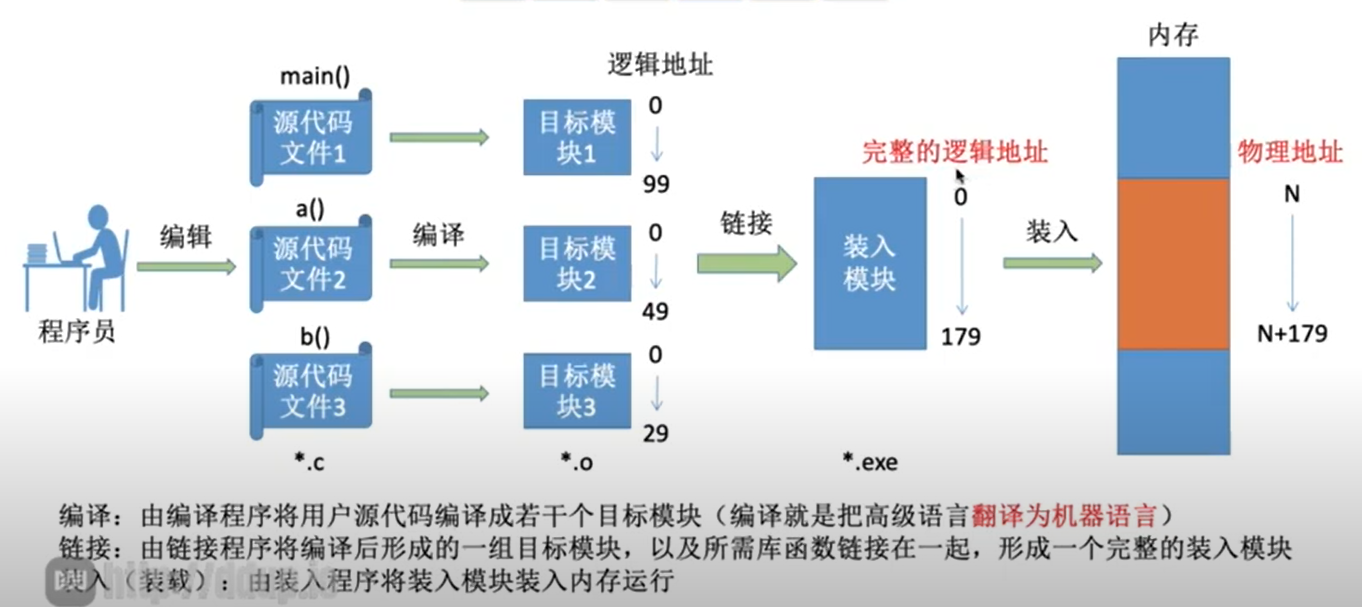 内存
逻辑地址
main()
源代码
文件1
目标模
块1
0
99
完整的逻辑地址
物理地址
a()
源代码
文件2
编辑
编译
目标模
块2
0
49
链接
装入
模块
0
179
装入
N
N+179
程序员
b()
源代码
文件3
目标模
块3
0
29
*.c
*.o
*.exe
编译：由编译程序将用户源代码编译成若干个目标模块（编译就是把高级语言翻译为机器语言）
链接：由链接程序将编译后形成的一组目标模块，以及所需库函数链接在一起，形成一个完整的装入模块
入（装载）：由装入程序将装入模块装入内存运行